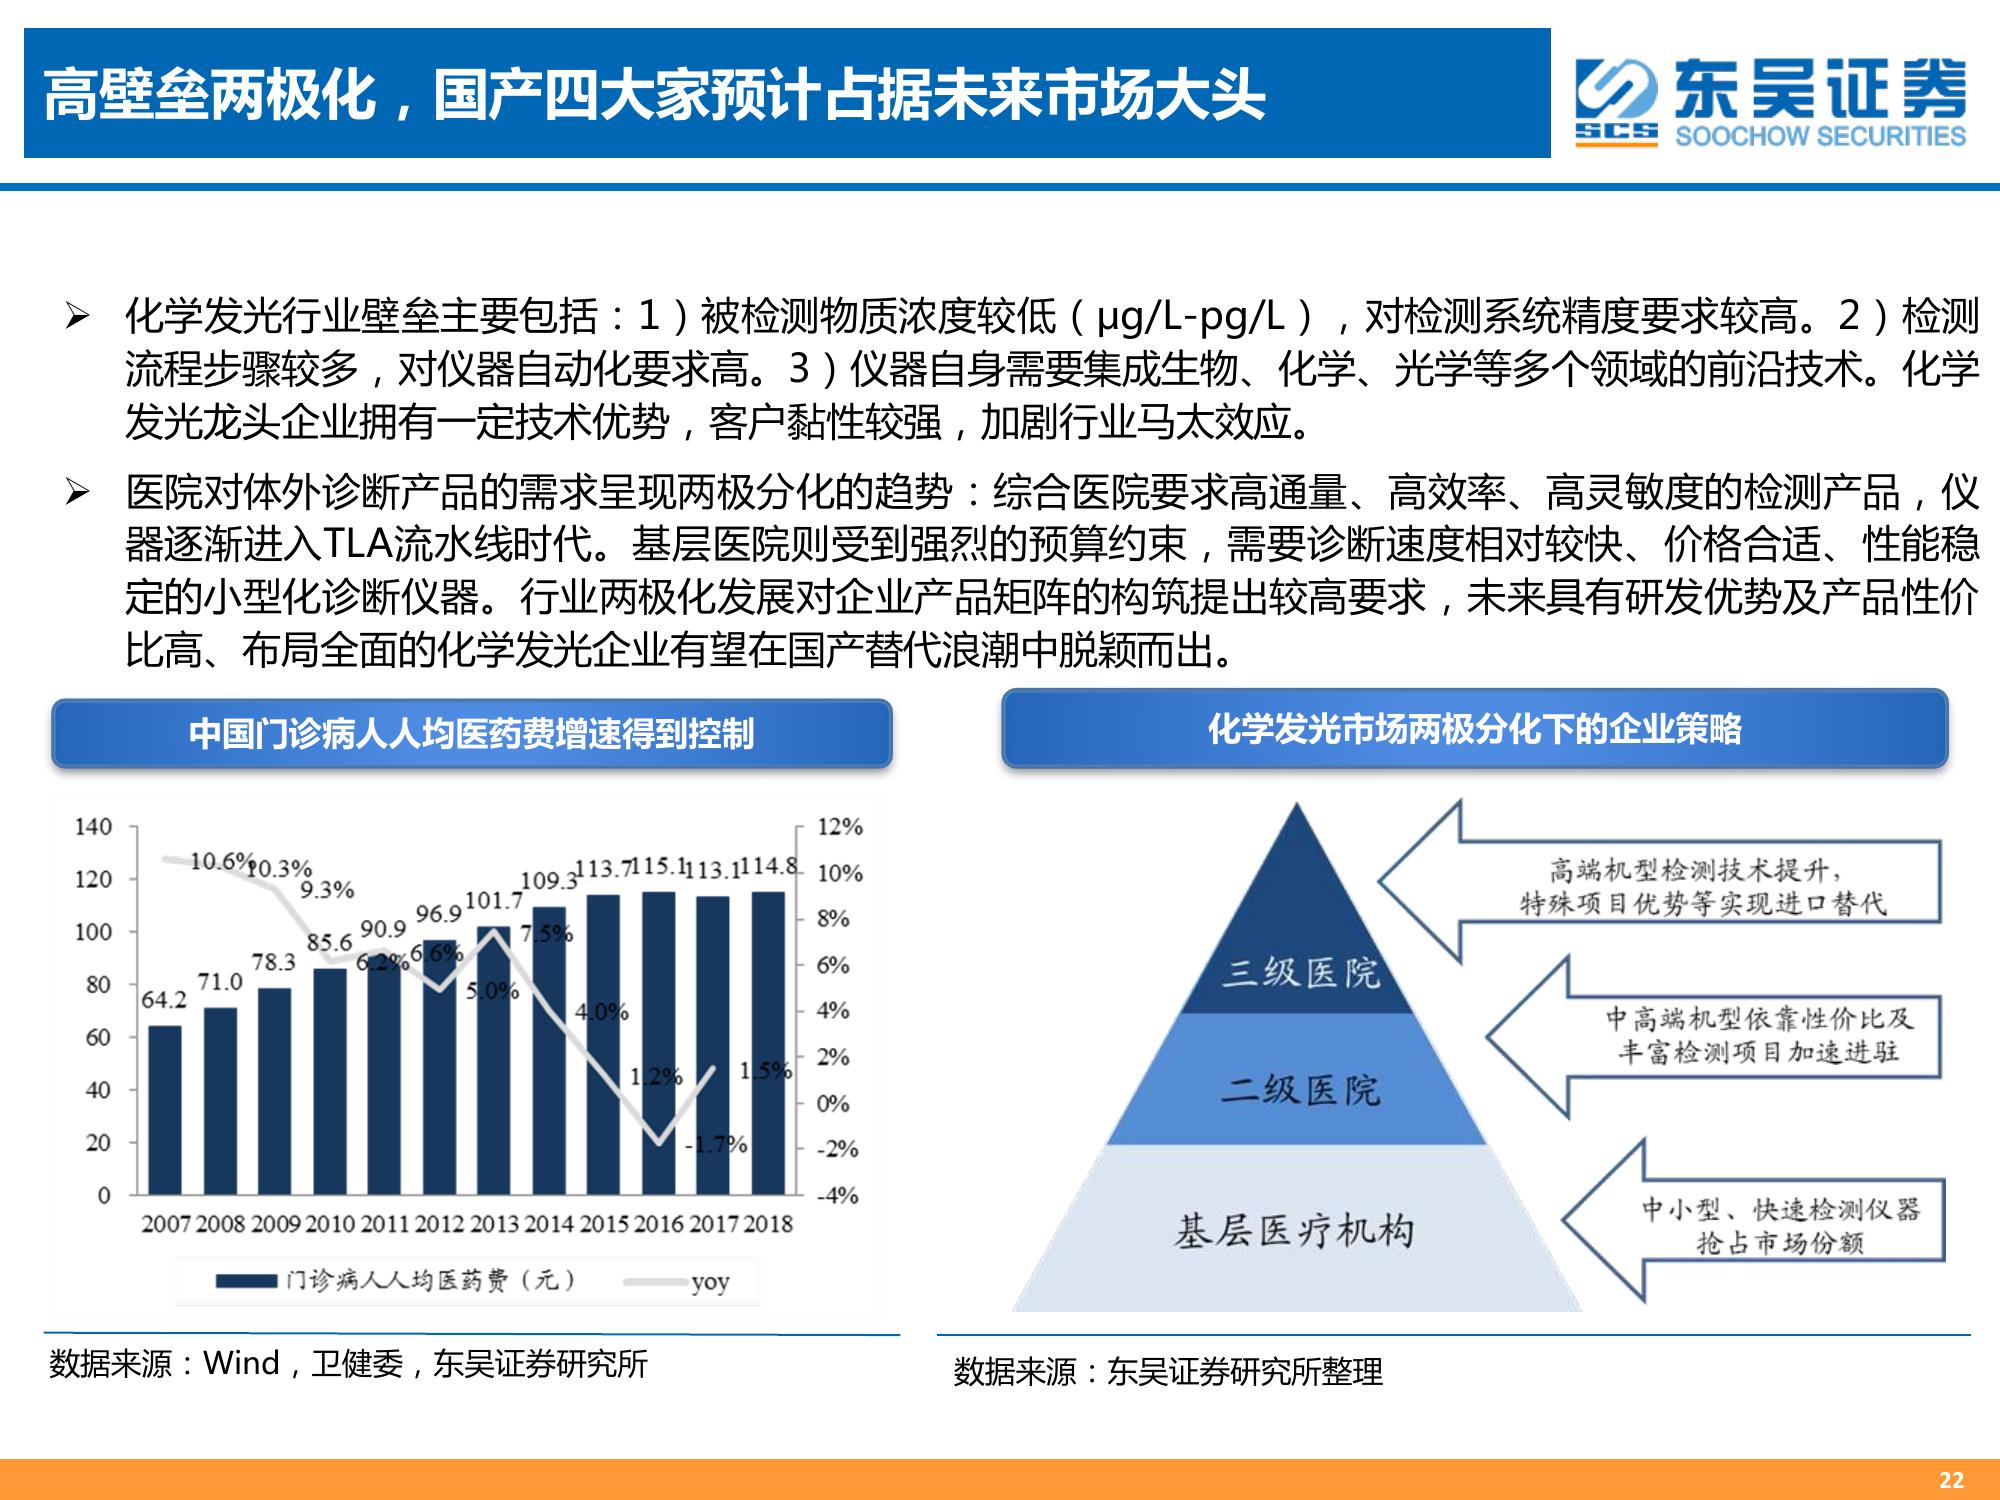 高壁垒两极化，国产四大家预计占据未来市场大头
东吴证券
SCS
SOOCHOW SECURITIES
➢ 化学发光行业壁垒主要包括：1）被检测物质浓度较低（μg/L-pg/L），对检测系统精度要求较高。2）检测
流程步骤较多，对仪器自动化要求高。3）仪器自身需要集成生物、化学、光学等多个领域的前沿技术。化学
发光龙头企业拥有一定技术优势，客户黏性较强，加剧行业马太效应。
➢ 医院对体外诊断产品的需求呈现两极分化的趋势：综合医院要求高通量、高效率、高灵敏度的检测产品，仪
器逐渐进入TLA流水线时代。基层医院则受到强烈的预算约束，需要诊断速度相对较快、价格合适、性能稳
定的小型化诊断仪器。行业两极化发展对企业产品矩阵的构筑提出较高要求，未来具有研发优势及产品性价
比高、布局全面的化学发光企业有望在国产替代浪潮中脱颖而出。
中国门诊病人人均医药费增速得到控制
140
120
100
80
60
40
20
0
12%
10%
8%
6%
4%
2%
0%
-2%
-4%
64.2
71.0
78.3
85.6
90.9
96.9
101.7
109.3
113.7
115.1
113.1
114.8
10.6%
10.3%
9.3%
6.2%
6.6%
5.0%
7.5%
4.0%
1.2%
-1.7%
1.5%
2007 2008 2009 2010 2011 2012 2013 2014 2015 2016 2017 2018
门诊病人人均医药费（元） yoy
数据来源：Wind，卫健委，东吴证券研究所
化学发光市场两极分化下的企业策略
三级医院
二级医院
基层医疗机构
高端机型检测技术提升，
特殊项目优势等实现进口替代
中高端机型依靠性价比及
丰富检测项目加速进驻
中小型、快速检测仪器
抢占市场份额
数据来源：东吴证券研究所整理
22